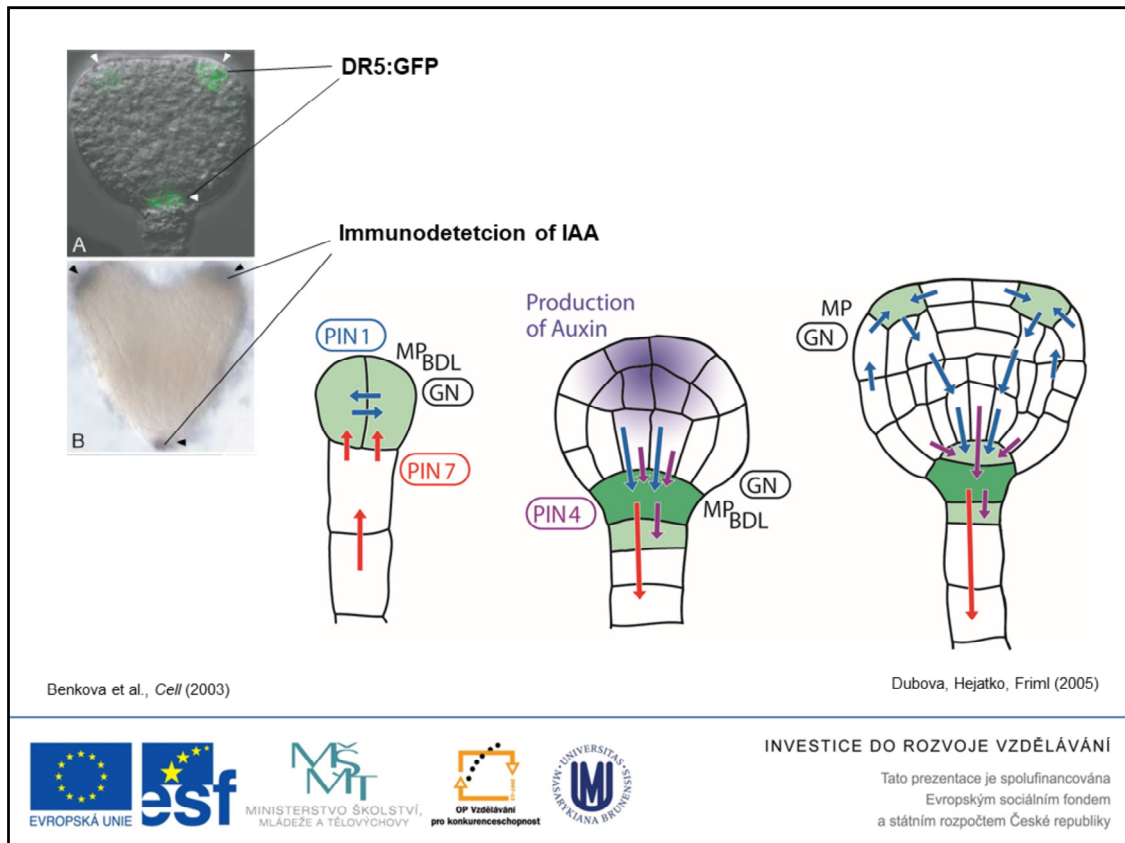 DR5:GFP
A
Immunodetetcion of IAA
B
PIN 1
MP
BDL
GN
PIN 7
Production
of Auxin
PIN4
GN
MP
BDL
MP
GN
Benkova et al., Cell (2003)
Dubova, Hejatko, Friml (2005)
EVROPSKÁ UNIE
esf
MŠMT
MINISTERSTVO ŠKOLSTVÍ,
MLÁDEŽE A TĚLOVÝCHOVY
OP Vzdělávání
pro konkurenceschopnost
UNIVERSITAS
MASARYKIANA BRUNENSIS
INVESTICE DO ROZVOJE VZDĚLÁVÁNÍ
Tato prezentace je spolufinancována
Evropským sociálním fondem
a státním rozpočtem České republiky